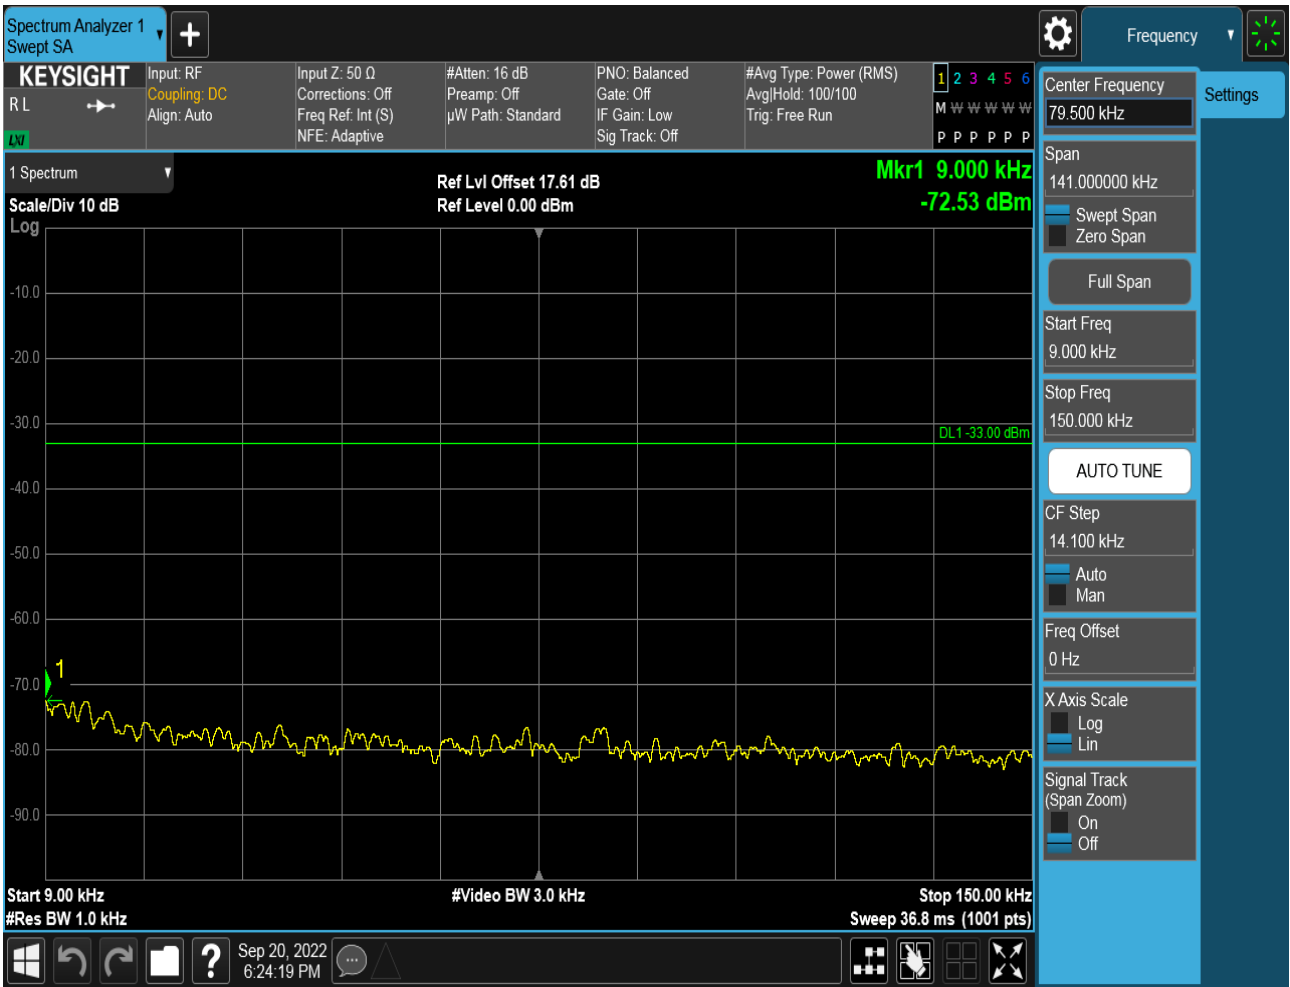 Spectrum Analyzer 1
Swept SA
Frequency
KEYSIGHT
R L
LXI
Input: RF
Coupling: DC
Align: Auto
Input Z: 50 Ω
Corrections: Off
Freq Ref: Int (S)
NFE: Adaptive
#Atten: 16 dB
Preamp: Off
µW Path: Standard
PNO: Balanced
Gate: Off
IF Gain: Low
Sig Track: Off
#Avg Type: Power (RMS)
Avg|Hold: 100/100
Trig: Free Run
1 2 3 4 5 6
M W W W W W
P P P P P P
1 Spectrum
Scale/Div 10 dB
Log
Ref Lvl Offset 17.61 dB
Ref Level 0.00 dBm
Mkr1 9.000 kHz
-72.53 dBm
-10.0
-20.0
-30.0
DL1 -33.00 dBm
-40.0
-50.0
-60.0
1
-70.0
-80.0
-90.0
Start 9.00 kHz
#Video BW 3.0 kHz
Stop 150.00 kHz
#Res BW 1.0 kHz
Sweep 36.8 ms (1001 pts)
Sep 20, 2022
6:24:19 PM
?
Center Frequency
79.500 kHz
Settings
Span
141.000000 kHz
Swept Span
Zero Span
Full Span
Start Freq
9.000 kHz
Stop Freq
150.000 kHz
AUTO TUNE
CF Step
14.100 kHz
Auto
Man
Freq Offset
0 Hz
X Axis Scale
Log
Lin
Signal Track
(Span Zoom)
On
Off